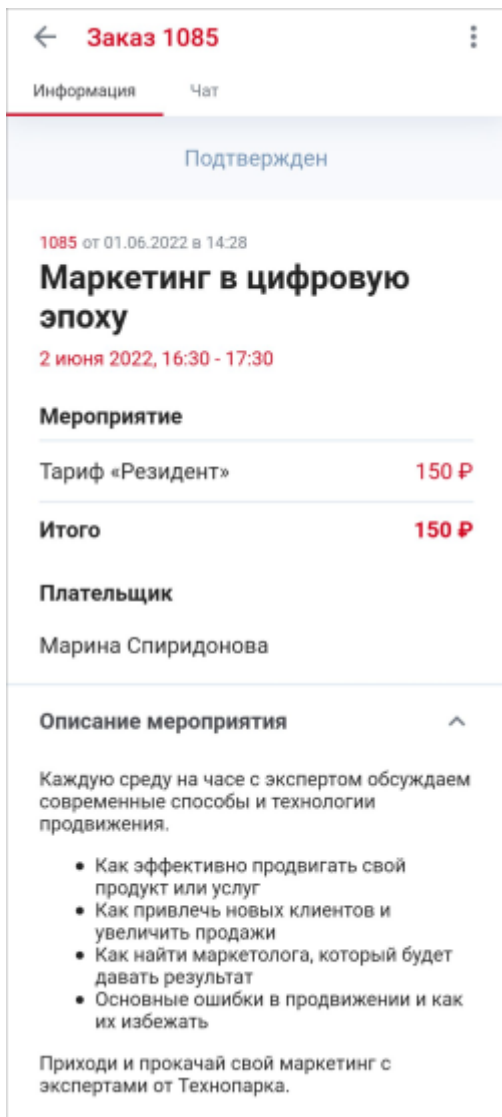 Заказ 1085
Информация Чат
Подтвержден
1085 от 01.06.2022 в 14:28
Маркетинг в цифровую
эпоху
2 июня 2022, 16:30 - 17:30
Мероприятие
Тариф «Резидент» 150 ₽
Итого 150 ₽
Плательщик
Марина Спиридонова
Описание мероприятия
Каждую среду на часе с экспертом обсуждаем
современные способы и технологии
продвижения.
• Как эффективно продвигать свой
продукт или услуг
• Как привлечь новых клиентов и
увеличить продажи
• Как найти маркетолога, который будет
давать результат
• Основные ошибки в продвижении и как
их избежать
Приходи и прокачай свой маркетинг с
экспертами от Технопарка.